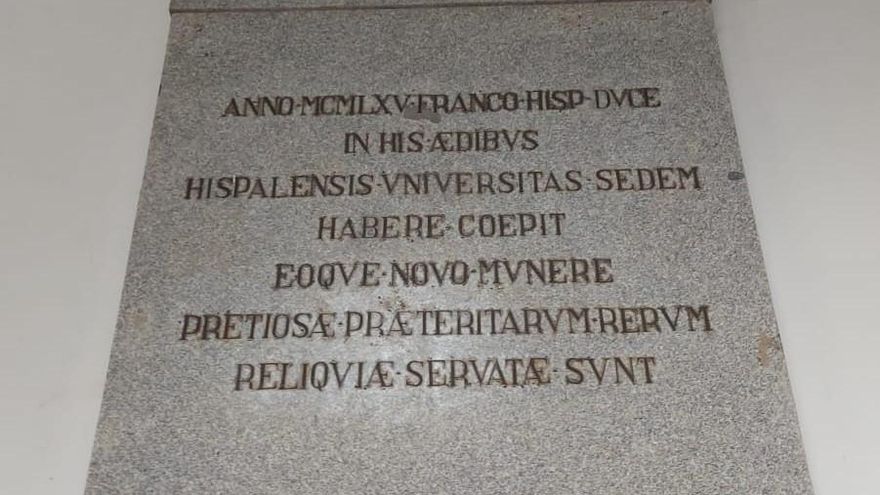 ANNO·MCMLXV·FRANCO·HISP·DVCE
IN HIS·ÆDIBVS
HISPALENSIS·VNIVERSITAS·SEDEM
HABERE·COEPIT
EOQVE·NOVO·MVNERE
PRETIOSÆ·PRÆTERITARVM·RERVM
RELIQVIÆ·SERVATÆ·SVNT